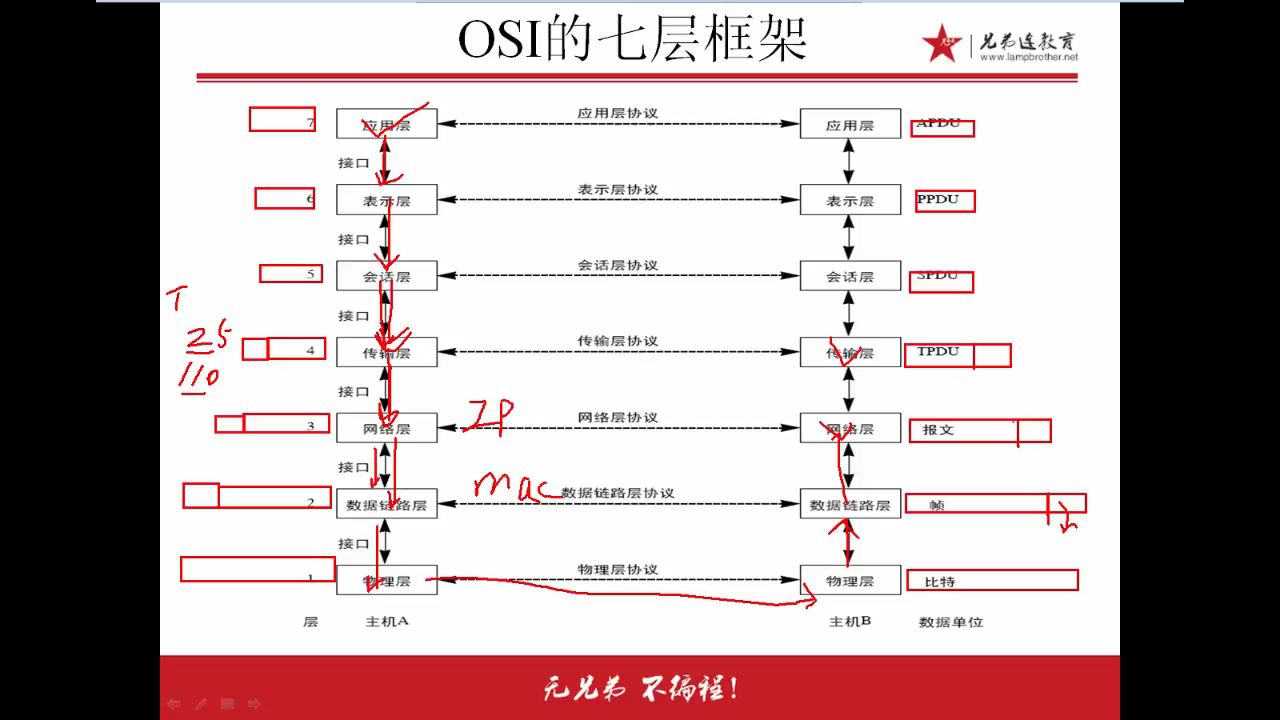 OSI的七层框架
兄弟连教育
www.lampbrother.net
7 应用层 应用层协议 应用层 APDU
接口
6 表示层 表示层协议 表示层 PPDU
接口
5 会话层 会话层协议 会话层 SPDU
接口
T
25
110
4 传输层 传输层协议 传输层 TPDU
接口
3 网络层 IP 网络层协议 网络层 报文
接口
2 数据链路层 mac 数据链路层协议 数据链路层 帧
接口
1 物理层 物理层协议 物理层 比特
层 主机A 主机B 数据单位
无兄弟 不编程!